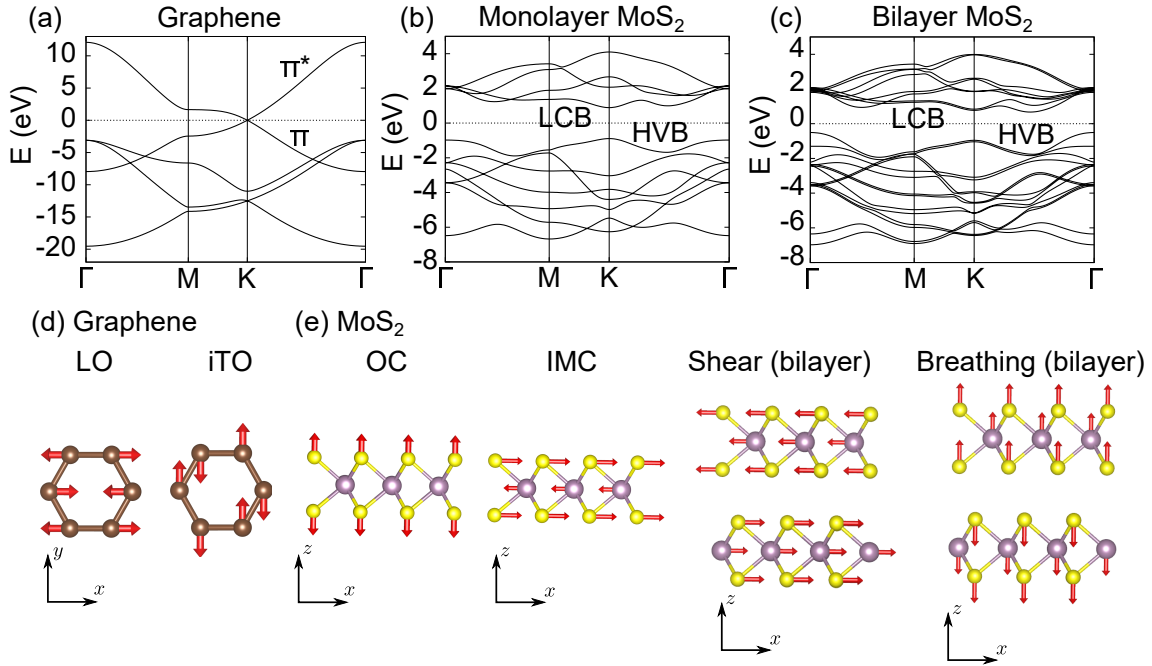 (a) Graphene
E (eV)
10
5
0
-5
-10
-15
-20
π*
π
Γ M K Γ
(b) Monolayer MoS2
E (eV)
4
2
0
-2
-4
-6
-8
LCB
HVB
Γ M K Γ
(c) Bilayer MoS2
E (eV)
4
2
0
-2
-4
-6
-8
LCB
HVB
Γ M K Γ
(d) Graphene
LO iTO
y
x
(e) MoS2
OC IMC Shear (bilayer) Breathing (bilayer)
z
x
z
x
z
x
z
x